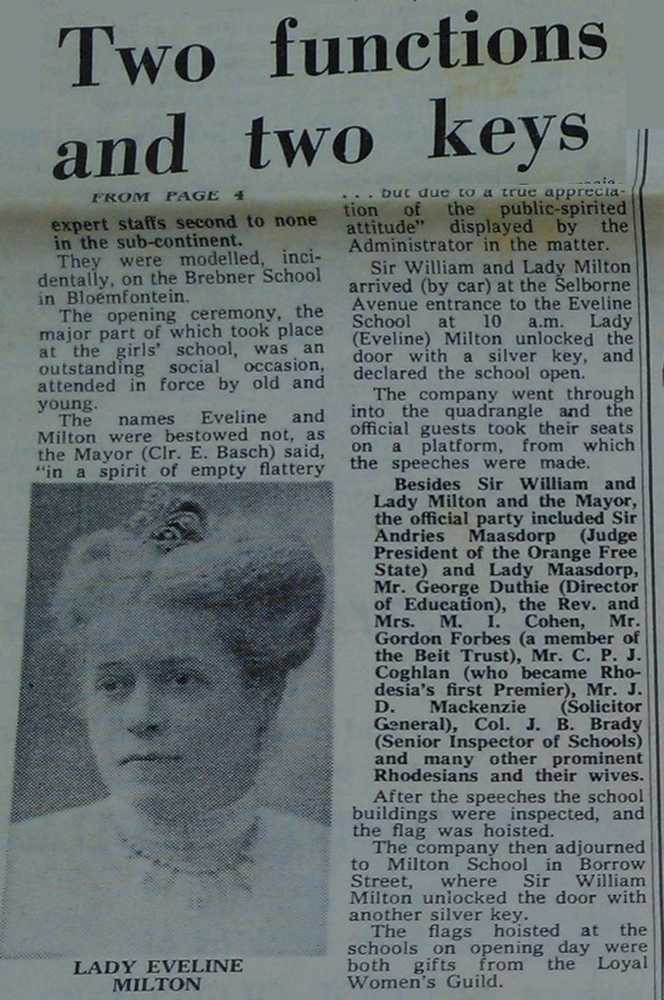 Two functions
and two keys
FROM PAGE 4
expert staffs second to none
in the sub-continent.
They were modelled, inci-
dentally, on the Brebner School
in Bloemfontein.
The opening ceremony, the
major part of which took place
at the girls' school, was an
outstanding social occasion,
attended in force by old and
young.
The names Eveline and
Milton were bestowed not, as
the Mayor (Clr. E. Basch) said,
"in a spirit of empty flattery
LADY EVELINE
MILTON
. . . but due to a true apprecia-
tion of the public-spirited
attitude" displayed by the
Administrator in the matter.
Sir William and Lady Milton
arrived (by car) at the Selborne
Avenue entrance to the Eveline
School at 10 a.m. Lady
(Eveline) Milton unlocked the
door with a silver key, and
declared the school open.
The company went through
into the quadrangle and the
official guests took their seats
on a platform, from which
the speeches were made.
Besides Sir William and
Lady Milton and the Mayor,
the official party included Sir
Andries Maasdorp (Judge
President of the Orange Free
State) and Lady Maasdorp,
Mr. George Duthie (Director
of Education), the Rev. and
Mrs. M. I. Cohen, Mr.
Gordon Forbes (a member of
the Beit Trust), Mr. C. P. J.
Coghlan (who became Rho-
desia's first Premier), Mr. J.
D. Mackenzie (Solicitor
General), Col. J. B. Brady
(Senior Inspector of Schools)
and many other prominent
Rhodesians and their wives.
After the speeches the school
buildings were inspected, and
the flag was hoisted.
The company then adjourned
to Milton School in Borrow
Street, where Sir William
Milton unlocked the door with
another silver key.
The flags hoisted at the
schools on opening day were
both gifts from the Loyal
Women's Guild.